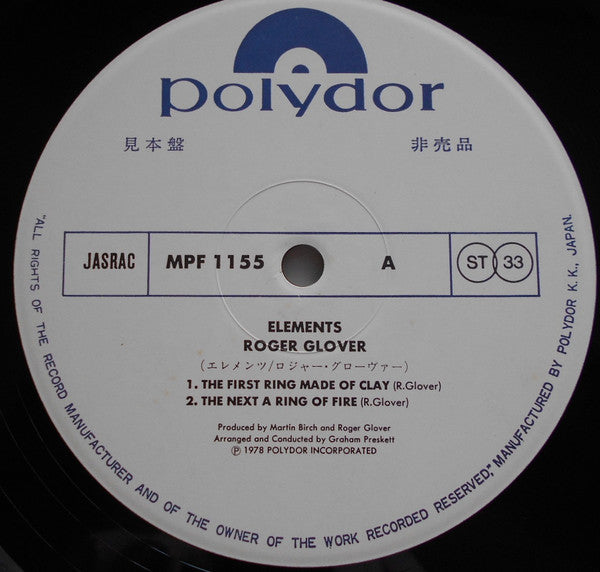 polydor
見本盤 非売品
JASRAC MPF 1155 A ST 33
ELEMENTS
ROGER GLOVER
(エレメンツ/ロジャー・グローヴァー)
1. THE FIRST RING MADE OF CLAY (R.Glover)
2. THE NEXT A RING OF FIRE (R.Glover)
Produced by Martin Birch and Roger Glover
Arranged and Conducted by Graham Preskett
℗ 1978 POLYDOR INCORPORATED
"ALL RIGHTS OF THE RECORD MANUFACTURER AND OF THE OWNER OF THE WORK RECORDED RESERVED," MANUFACTURED BY POLYDOR K. K., JAPAN.